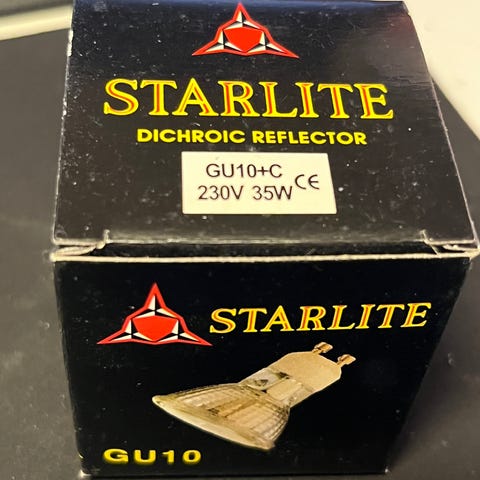 STARLITE
DICHROIC REFLECTOR
GU10+C
230V 35W CE
STARLITE
GU10